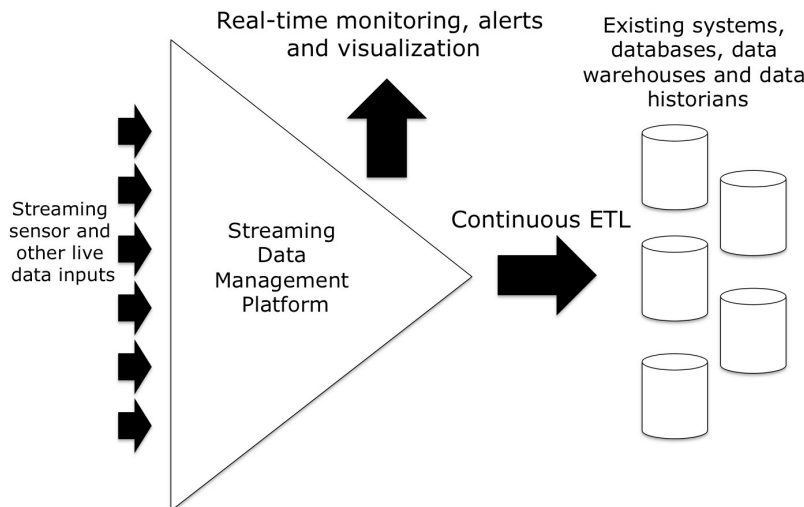 Real-time monitoring, alerts
and visualization
Existing systems,
databases, data
warehouses and data
historians
Streaming
sensor and
other live
data inputs
Streaming
Data
Management
Platform
Continuous ETL